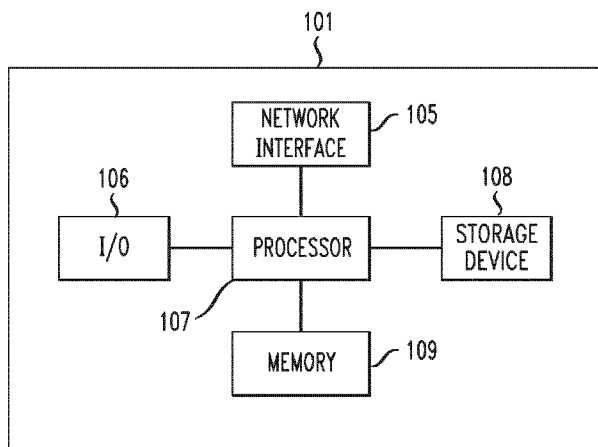 101
NETWORK
INTERFACE
105
106
108
I/O
PROCESSOR
STORAGE
DEVICE
107
MEMORY
109